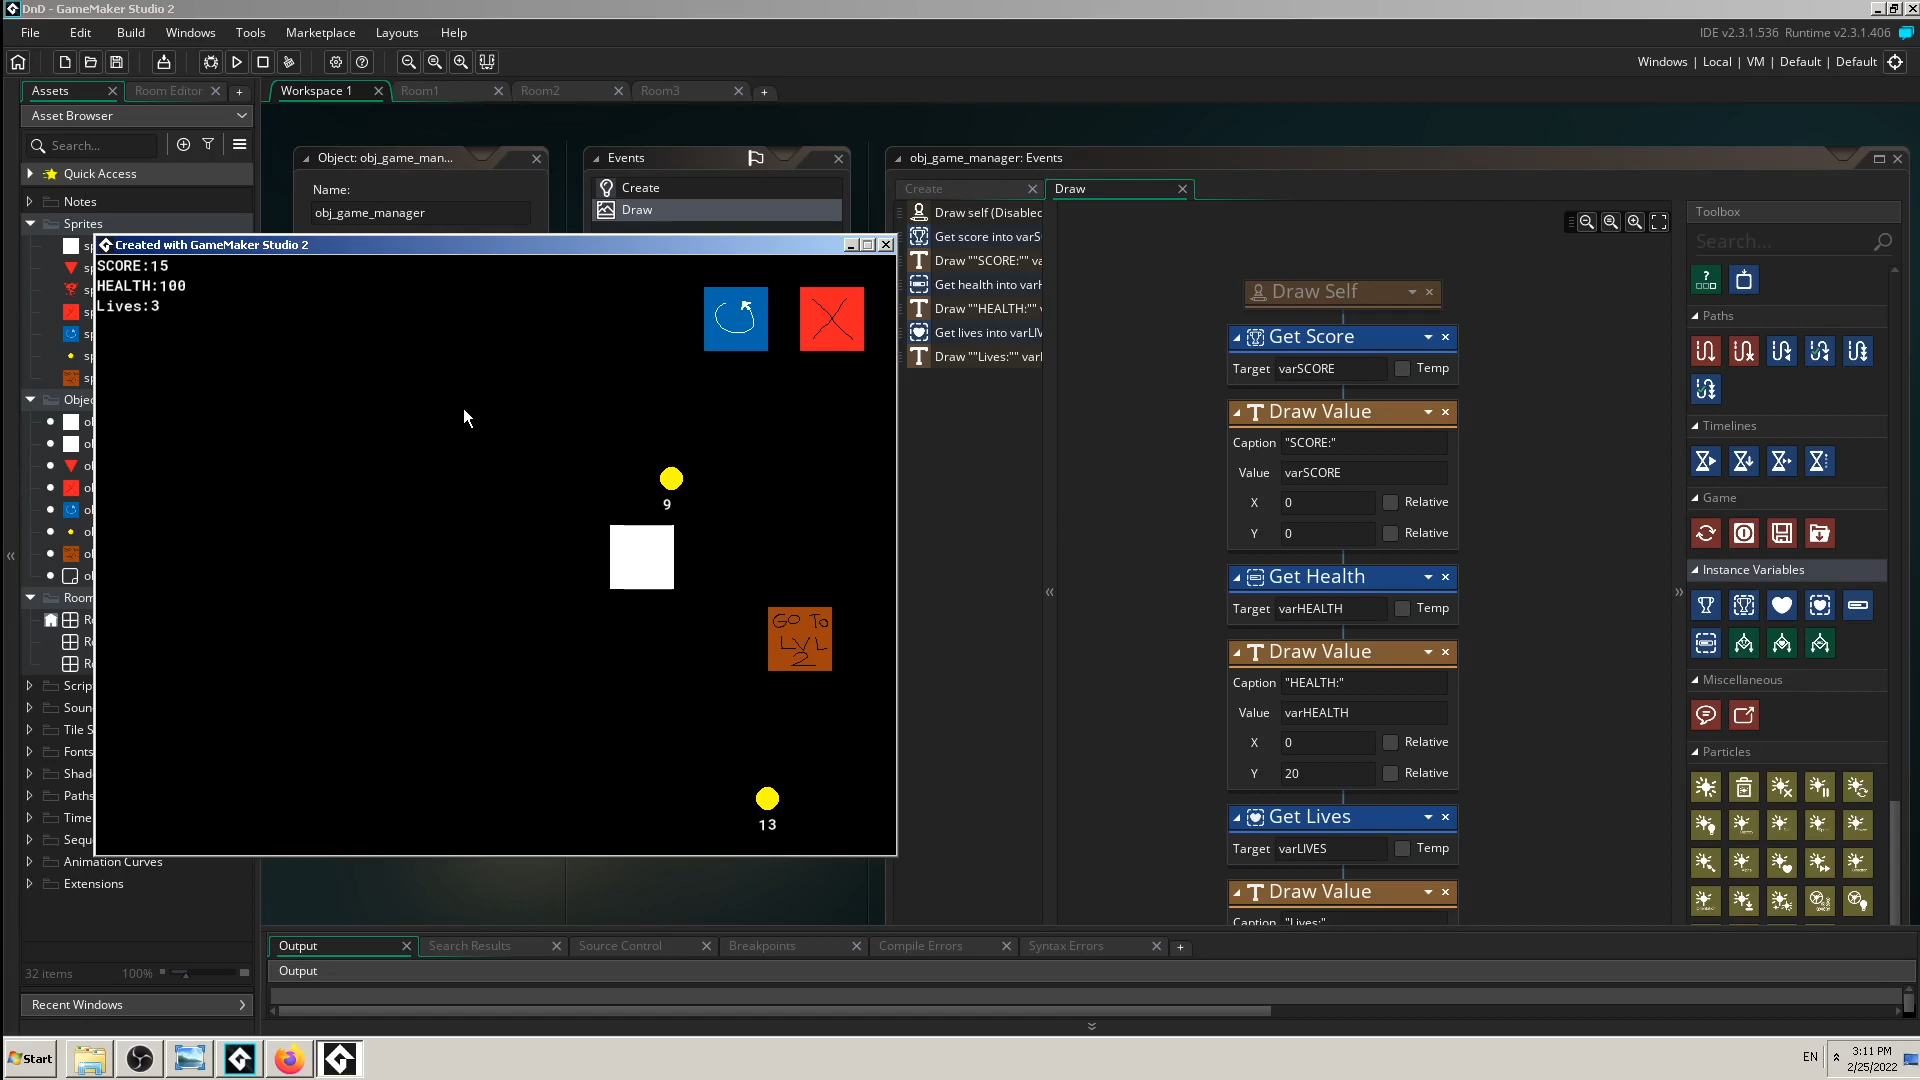 DnD - GameMaker Studio 2
File Edit Build Windows Tools Marketplace Layouts Help
IDE v2.3.1.536 Runtime v2.3.1.406
Windows | Local | VM | Default | Default
Assets Room Editor
Workspace 1 Room1 Room2 Room3
Asset Browser
Search...
Quick Access
Notes
Sprites
Object: obj_game_man...
Name:
obj_game_manager
Events
Create
Draw
obj_game_manager: Events
Create Draw
Draw self (Disabled
Get score into varS
Draw ""SCORE:"" va
Get health into varH
Draw ""HEALTH:"" v
Get lives into varLIV
Draw ""Lives:"" varl
Created with GameMaker Studio 2
SCORE:15
HEALTH:100
Lives:3
9
GO TO
LVL
2
13
Objec
Room
Script
Soun
Tile S
Fonts
Shad
Paths
Time
Sequ
Animation Curves
Extensions
32 items 100%
Recent Windows
Draw Self
Get Score
Target varSCORE Temp
Draw Value
Caption "SCORE:"
Value varSCORE
X 0 Relative
Y 0 Relative
Get Health
Target varHEALTH Temp
Draw Value
Caption "HEALTH:"
Value varHEALTH
X 0 Relative
Y 20 Relative
Get Lives
Target varLIVES Temp
Draw Value
Caption "Lives:"
Toolbox
Search...
Paths
Timelines
Game
Instance Variables
Miscellaneous
Particles
Output Search Results Source Control Breakpoints Compile Errors Syntax Errors
Output
Start
EN
3:11 PM
2/25/2022